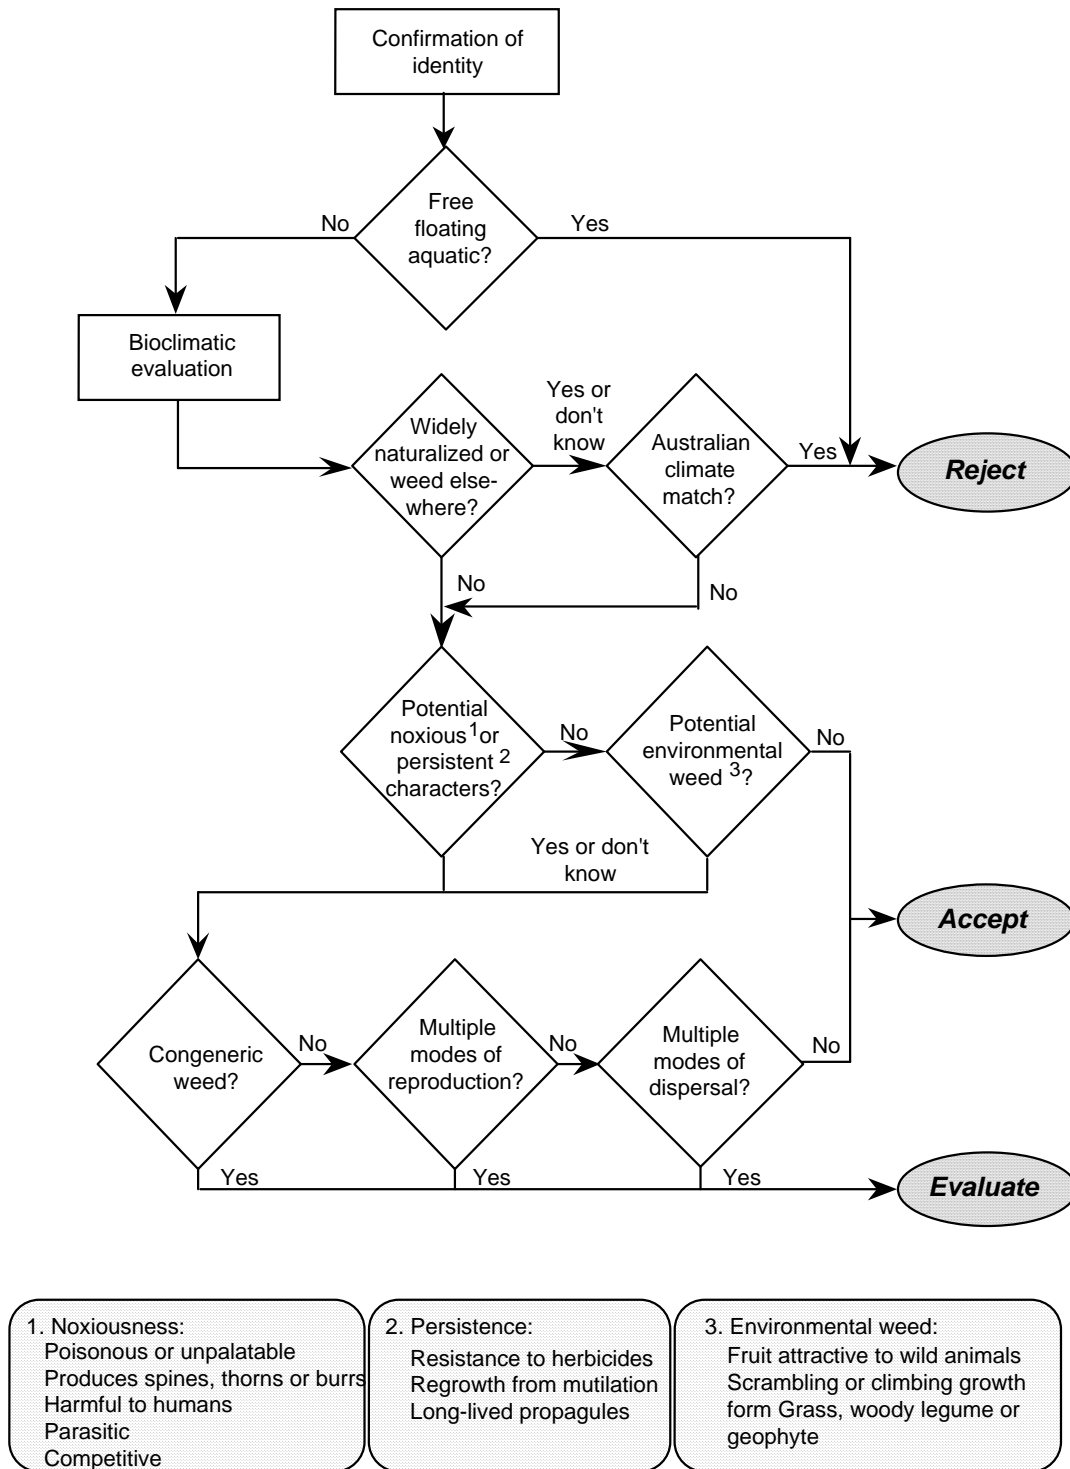 Confirmation of
identity
Free
floating
aquatic?
No
Yes
Bioclimatic
evaluation
Widely
naturalized or
weed else-
where?
Yes or
don't
know
Australian
climate
match?
Yes
Reject
No
No
Potential
noxious 1 or
persistent 2
characters?
No
Potential
environmental
weed 3?
No
Yes or don't
know
Accept
Congeneric
weed?
No
Multiple
modes of
reproduction?
No
Multiple
modes of
dispersal?
No
Yes
Yes
Yes
Evaluate
1. Noxiousness:
Poisonous or unpalatable
Produces spines, thorns or burrs
Harmful to humans
Parasitic
Competitive
2. Persistence:
Resistance to herbicides
Regrowth from mutilation
Long-lived propagules
3. Environmental weed:
Fruit attractive to wild animals
Scrambling or climbing growth
form Grass, woody legume or
geophyte